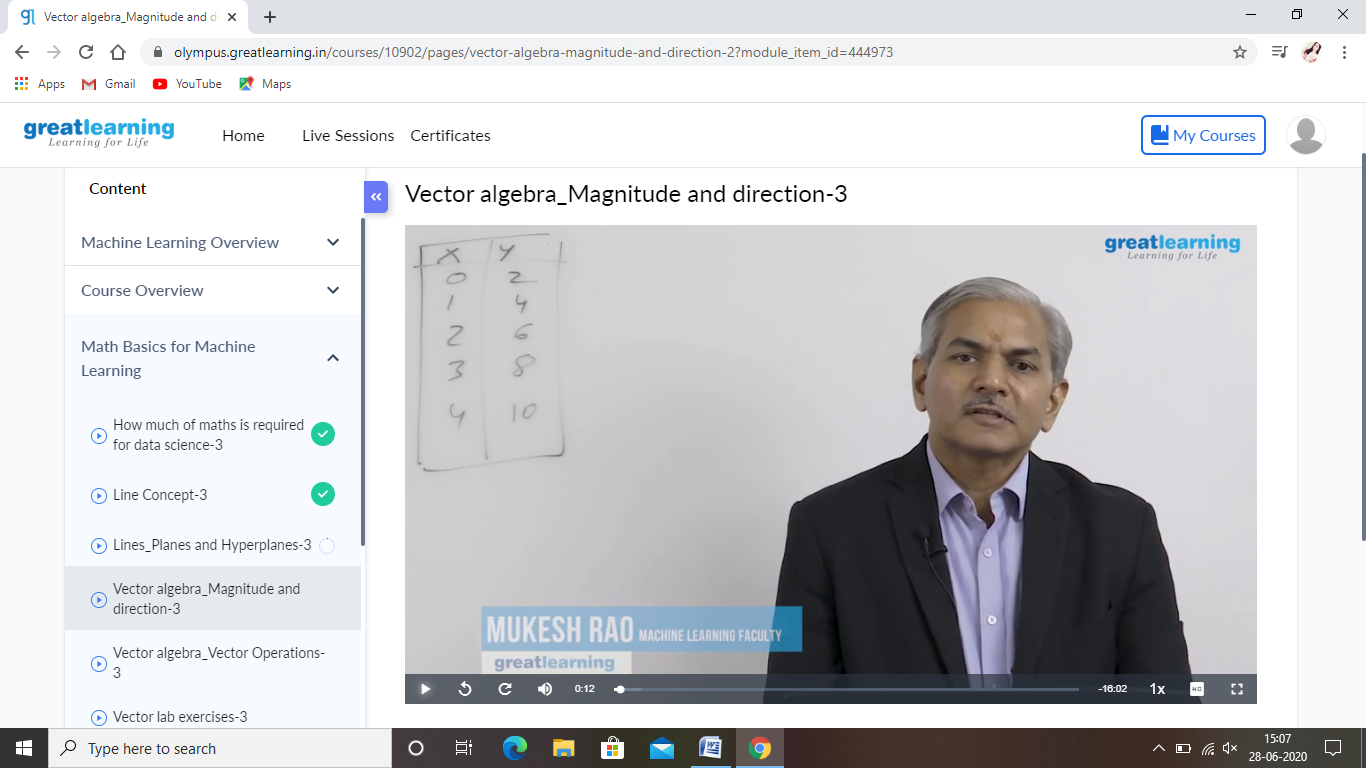 Vector algebra_Magnitude and d
olympus.greatlearning.in/courses/10902/pages/vector-algebra-magnitude-and-direction-2?module_item_id=444973
Apps Gmail YouTube Maps
greatlearning
Learning for Life
Home Live Sessions Certificates
My Courses
Content
Machine Learning Overview
Course Overview
Math Basics for Machine
Learning
How much of maths is required
for data science-3
Line Concept-3
Lines_Planes and Hyperplanes-3
Vector algebra_Magnitude and
direction-3
Vector algebra_Vector Operations-
3
Vector lab exercises-3
Vector algebra_Magnitude and direction-3
X Y
0 2
1 4
2 6
3 8
4 10
greatlearning
Learning for Life
MUKESH RAO MACHINE LEARNING FACULTY
greatlearning
0:12 -16:02 1x HD
Type here to search
15:07
28-06-2020